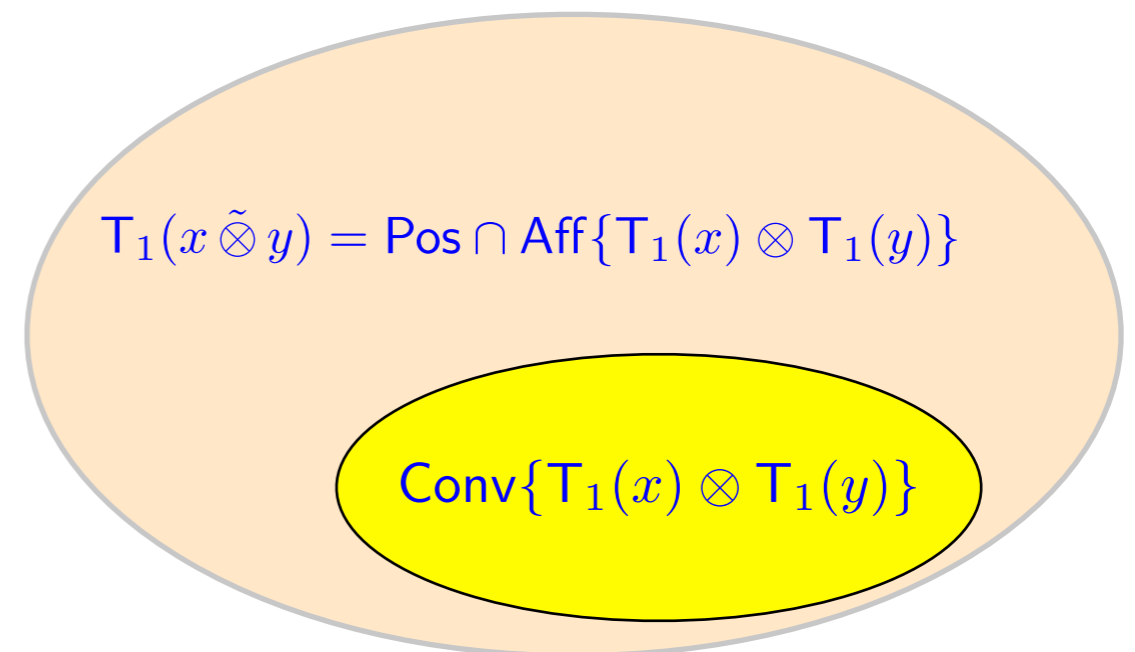 T₁(x ⊗̃ y) = Pos ∩ Aff{T₁(x) ⊗ T₁(y)}
Conv{T₁(x) ⊗ T₁(y)}